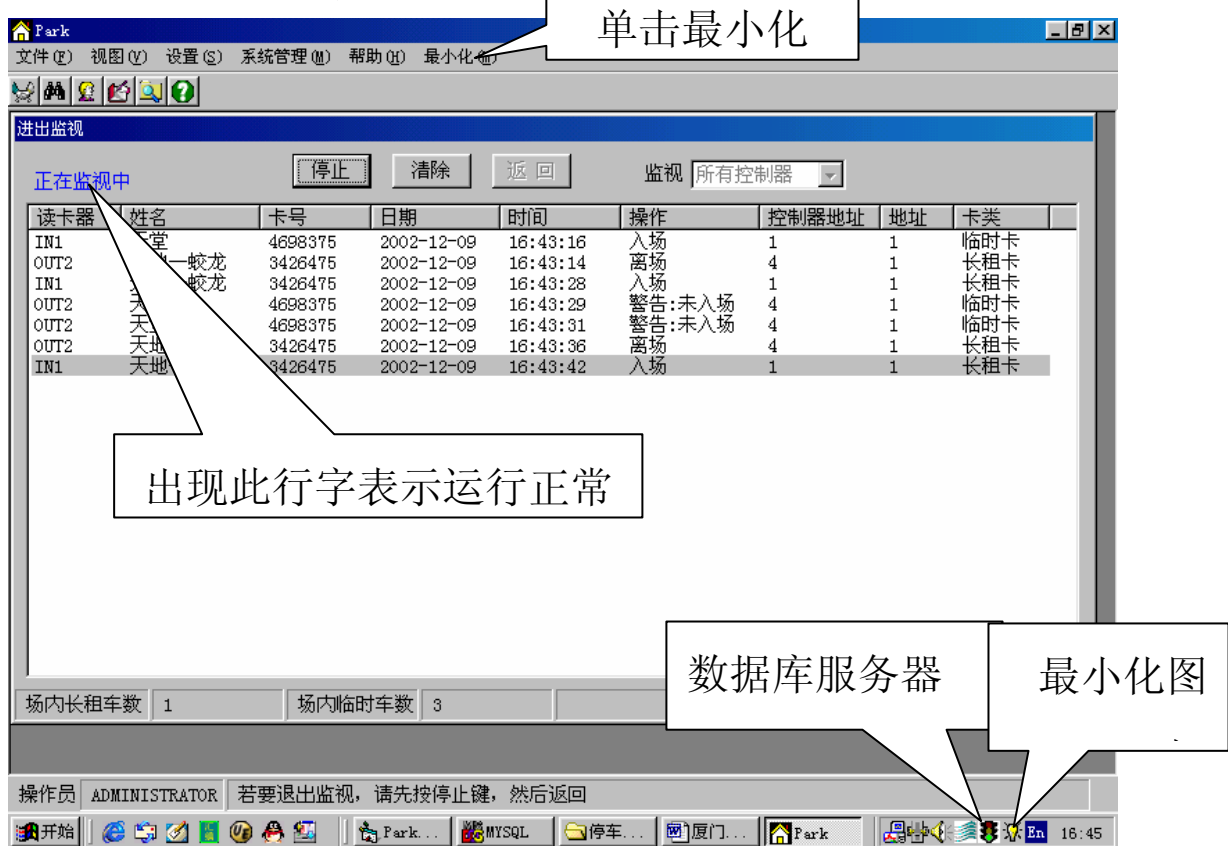 单击最小化
Park
文件(F) 视图(V) 设置(S) 系统管理(M) 帮助(H) 最小化
进出监视
正在监视中 停止 清除 返回 监视 所有控制器
读卡器 姓名 卡号 日期 时间 操作 控制器地址 地址 卡类
IN1 堂 4698375 2002-12-09 16:43:16 入场 1 1 临时卡
OUT2 一蛟龙 3426475 2002-12-09 16:43:14 离场 4 1 长租卡
IN1 蛟龙 3426475 2002-12-09 16:43:28 入场 1 1 长租卡
OUT2 天 4698375 2002-12-09 16:43:29 警告:未入场 4 1 临时卡
OUT2 天 4698375 2002-12-09 16:43:31 警告:未入场 4 1 临时卡
OUT2 天地 3426475 2002-12-09 16:43:36 离场 4 1 长租卡
IN1 天地 3426475 2002-12-09 16:43:42 入场 1 1 长租卡
出现此行字表示运行正常
数据库服务器
最小化图
场内长租车数 1 场内临时车数 3
操作员 ADMINISTRATOR 若要退出监视，请先按停止键，然后返回
开始 Park... MYSQL 停车... 厦门... Park En 16:45